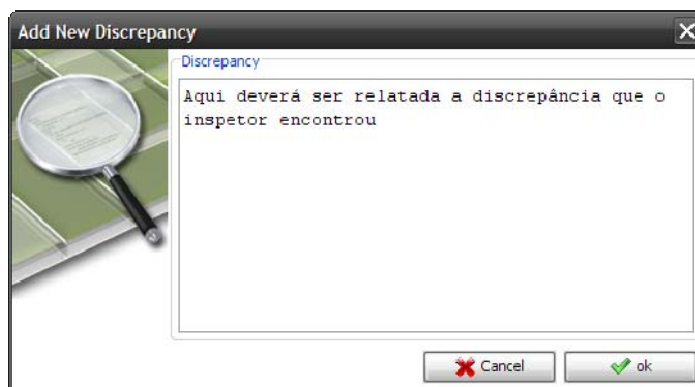 Add New Discrepancy
Discrepancy
Aqui deverá ser relatada a discrepância que o
inspetor encontrou
Cancel
ok